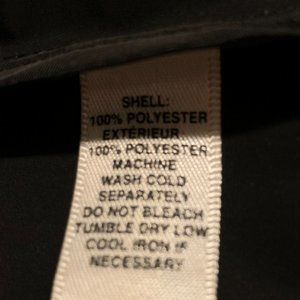 SHELL:
100% POLYESTER
EXTÉRIEUR:
100% POLYESTER
MACHINE
WASH COLD
SEPARATELY
DO NOT BLEACH
TUMBLE DRY LOW
COOL IRON IF
NECESSARY